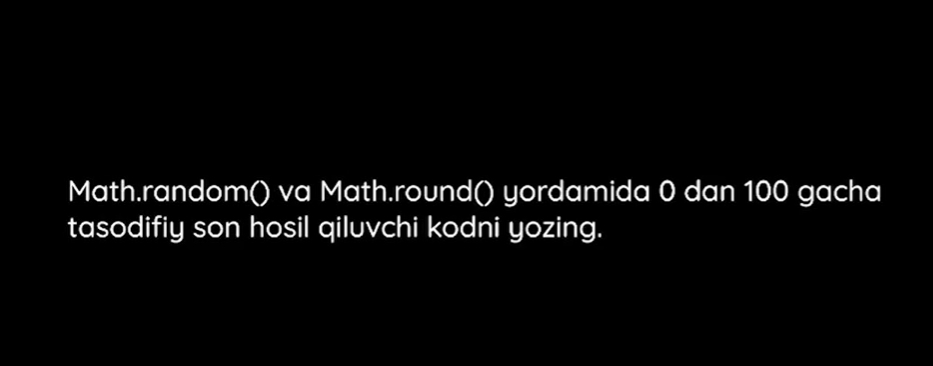 Math.random() va Math.round() yordamida 0 dan 100 gacha
tasodifiy son hosil qiluvchi kodni yozing.